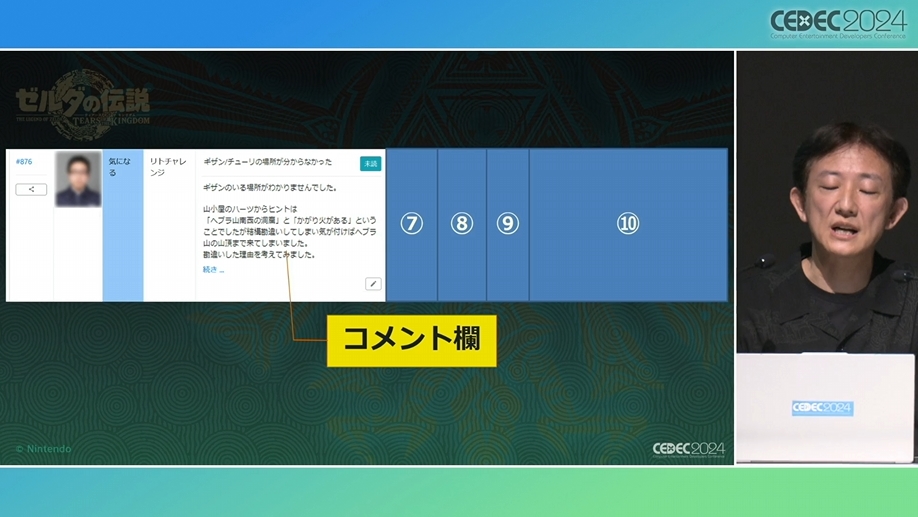 CEDEC2024
Computer Entertainment Developers Conference
ゼルダの伝説
THE LEGEND OF
TEARS OF THE KINGDOM
#876
気にな
る
リトチャレ
ンジ
ギザン/チューリの場所が分からなかった
未読
ギザンのいる場所がわかりませんでした。
山小屋のハーツからヒントは
「ヘブラ山南西の洞窟」と「かがり火がある」という
ことでしたが結構勘違いしてしまい気が付けばヘブラ
山の山頂まで来てしまいました。
勘違いした理由を考えてみました。
続き ...
⑦
⑧
⑨
⑩
コメント欄
© Nintendo
CEDEC2024
CEDEC2024